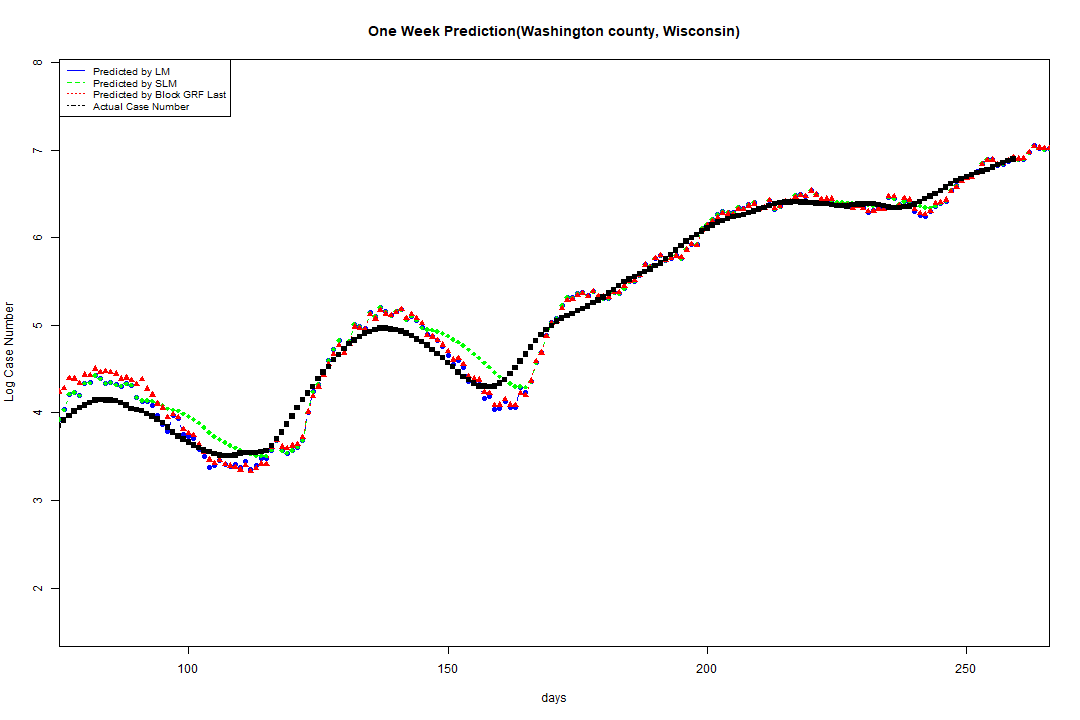 One Week Prediction(Washington county, Wisconsin)
Predicted by LM
Predicted by SLM
Predicted by Block GRF Last
Actual Case Number
8
7
6
5
4
3
2
Log Case Number
100 150 200 250
days